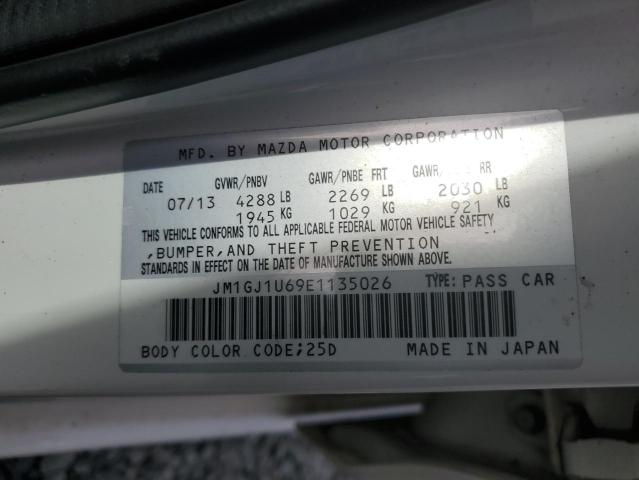 MFD. BY MAZDA MOTOR CORPORATION
DATE GVWR/PNBV GAWR/PNBE FRT GAWR/ RR
07/13 4288 LB 2269 LB 2030 LB
1945 KG 1029 KG 921 KG
THIS VEHICLE CONFORMS TO ALL APPLICABLE FEDERAL MOTOR VEHICLE SAFETY
,BUMPER,AND THEFT PREVENTION
STANDARDS IN EFFECT ON THE DATE OF MANUFACTURE SHOWN ABOVE.
JM1GJ1U69E1135026 TYPE: PASS CAR
BODY COLOR CODE;25D MADE IN JAPAN